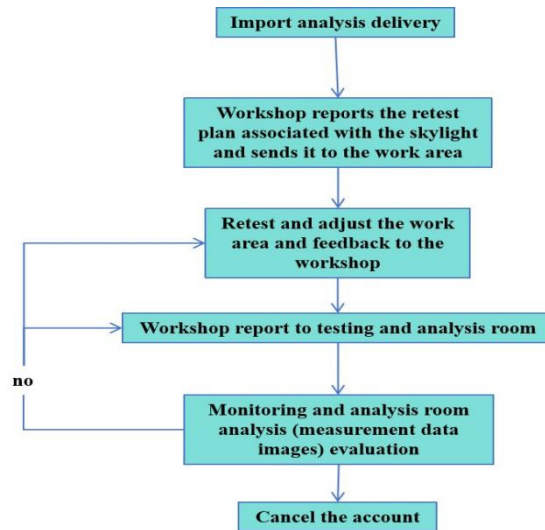 Import analysis delivery
Workshop reports the retest
plan associated with the skylight
and sends it to the work area
Retest and adjust the work
area and feedback to the
workshop
Workshop report to testing and analysis room
no
Monitoring and analysis room
analysis (measurement data
images) evaluation
Cancel the account